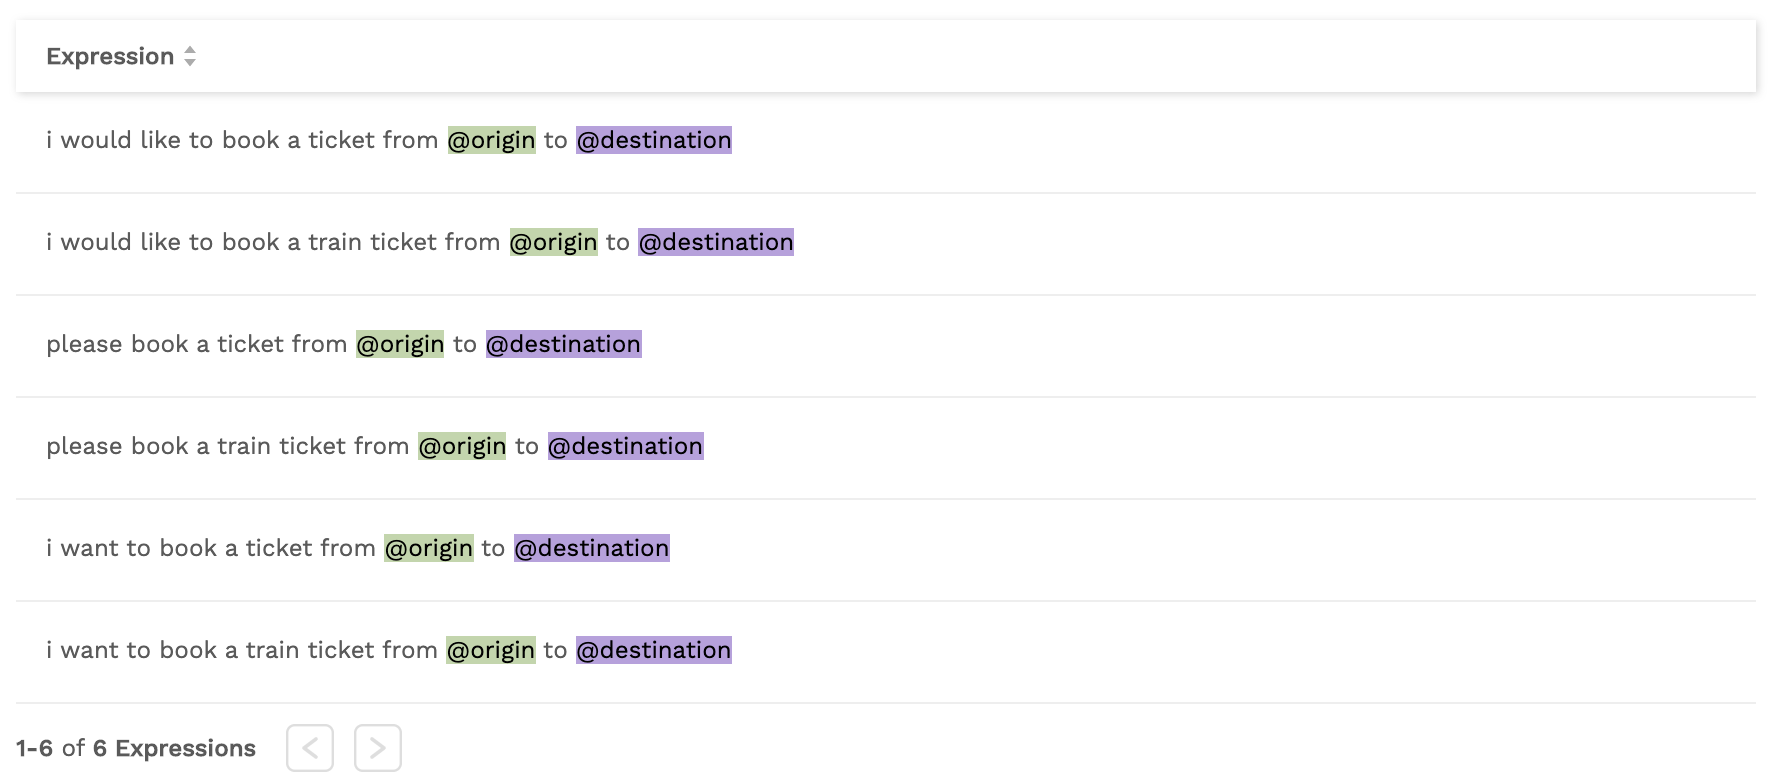 Expression
i would like to book a ticket from @origin to @destination
i would like to book a train ticket from @origin to @destination
please book a ticket from @origin to @destination
please book a train ticket from @origin to @destination
i want to book a ticket from @origin to @destination
i want to book a train ticket from @origin to @destination
1-6 of 6 Expressions